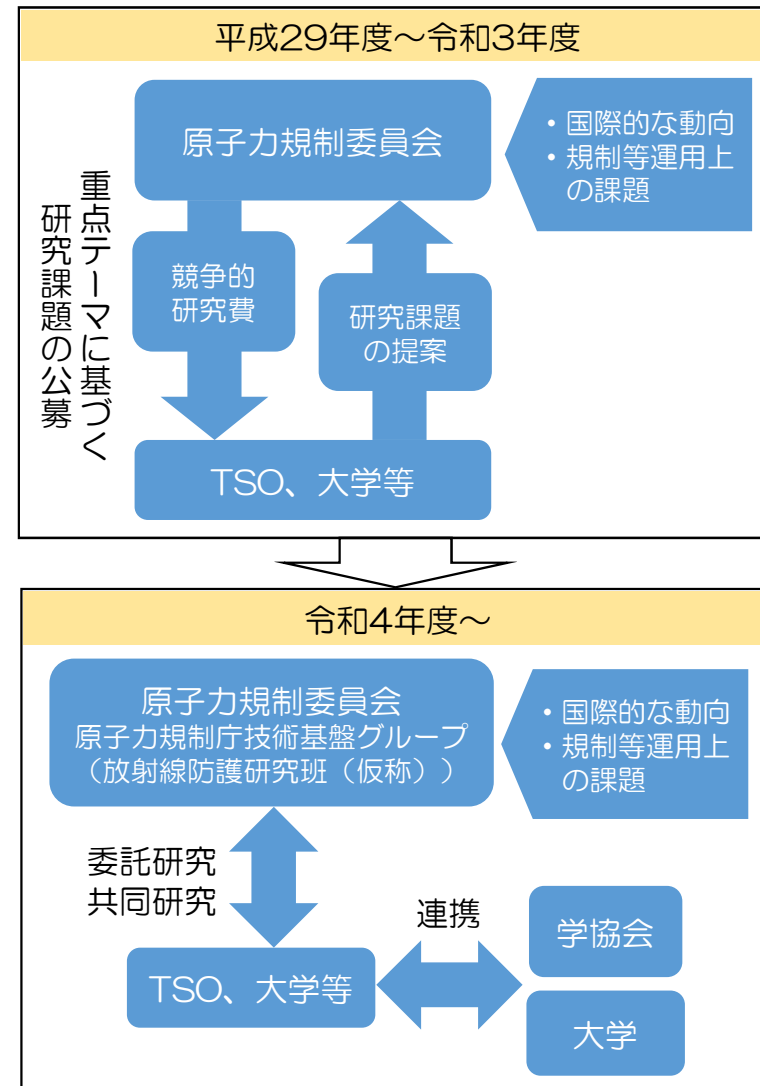 平成29年度～令和3年度
原子力規制委員会
・国際的な動向
・規制等運用上
の課題
重点テーマに基づく
研究課題の公募
競争的
研究費
研究課題
の提案
TSO、大学等
令和4年度～
原子力規制委員会
原子力規制庁技術基盤グループ
（放射線防護研究班（仮称））
・国際的な動向
・規制等運用上
の課題
委託研究
共同研究
連携
学協会
TSO、大学等
大学